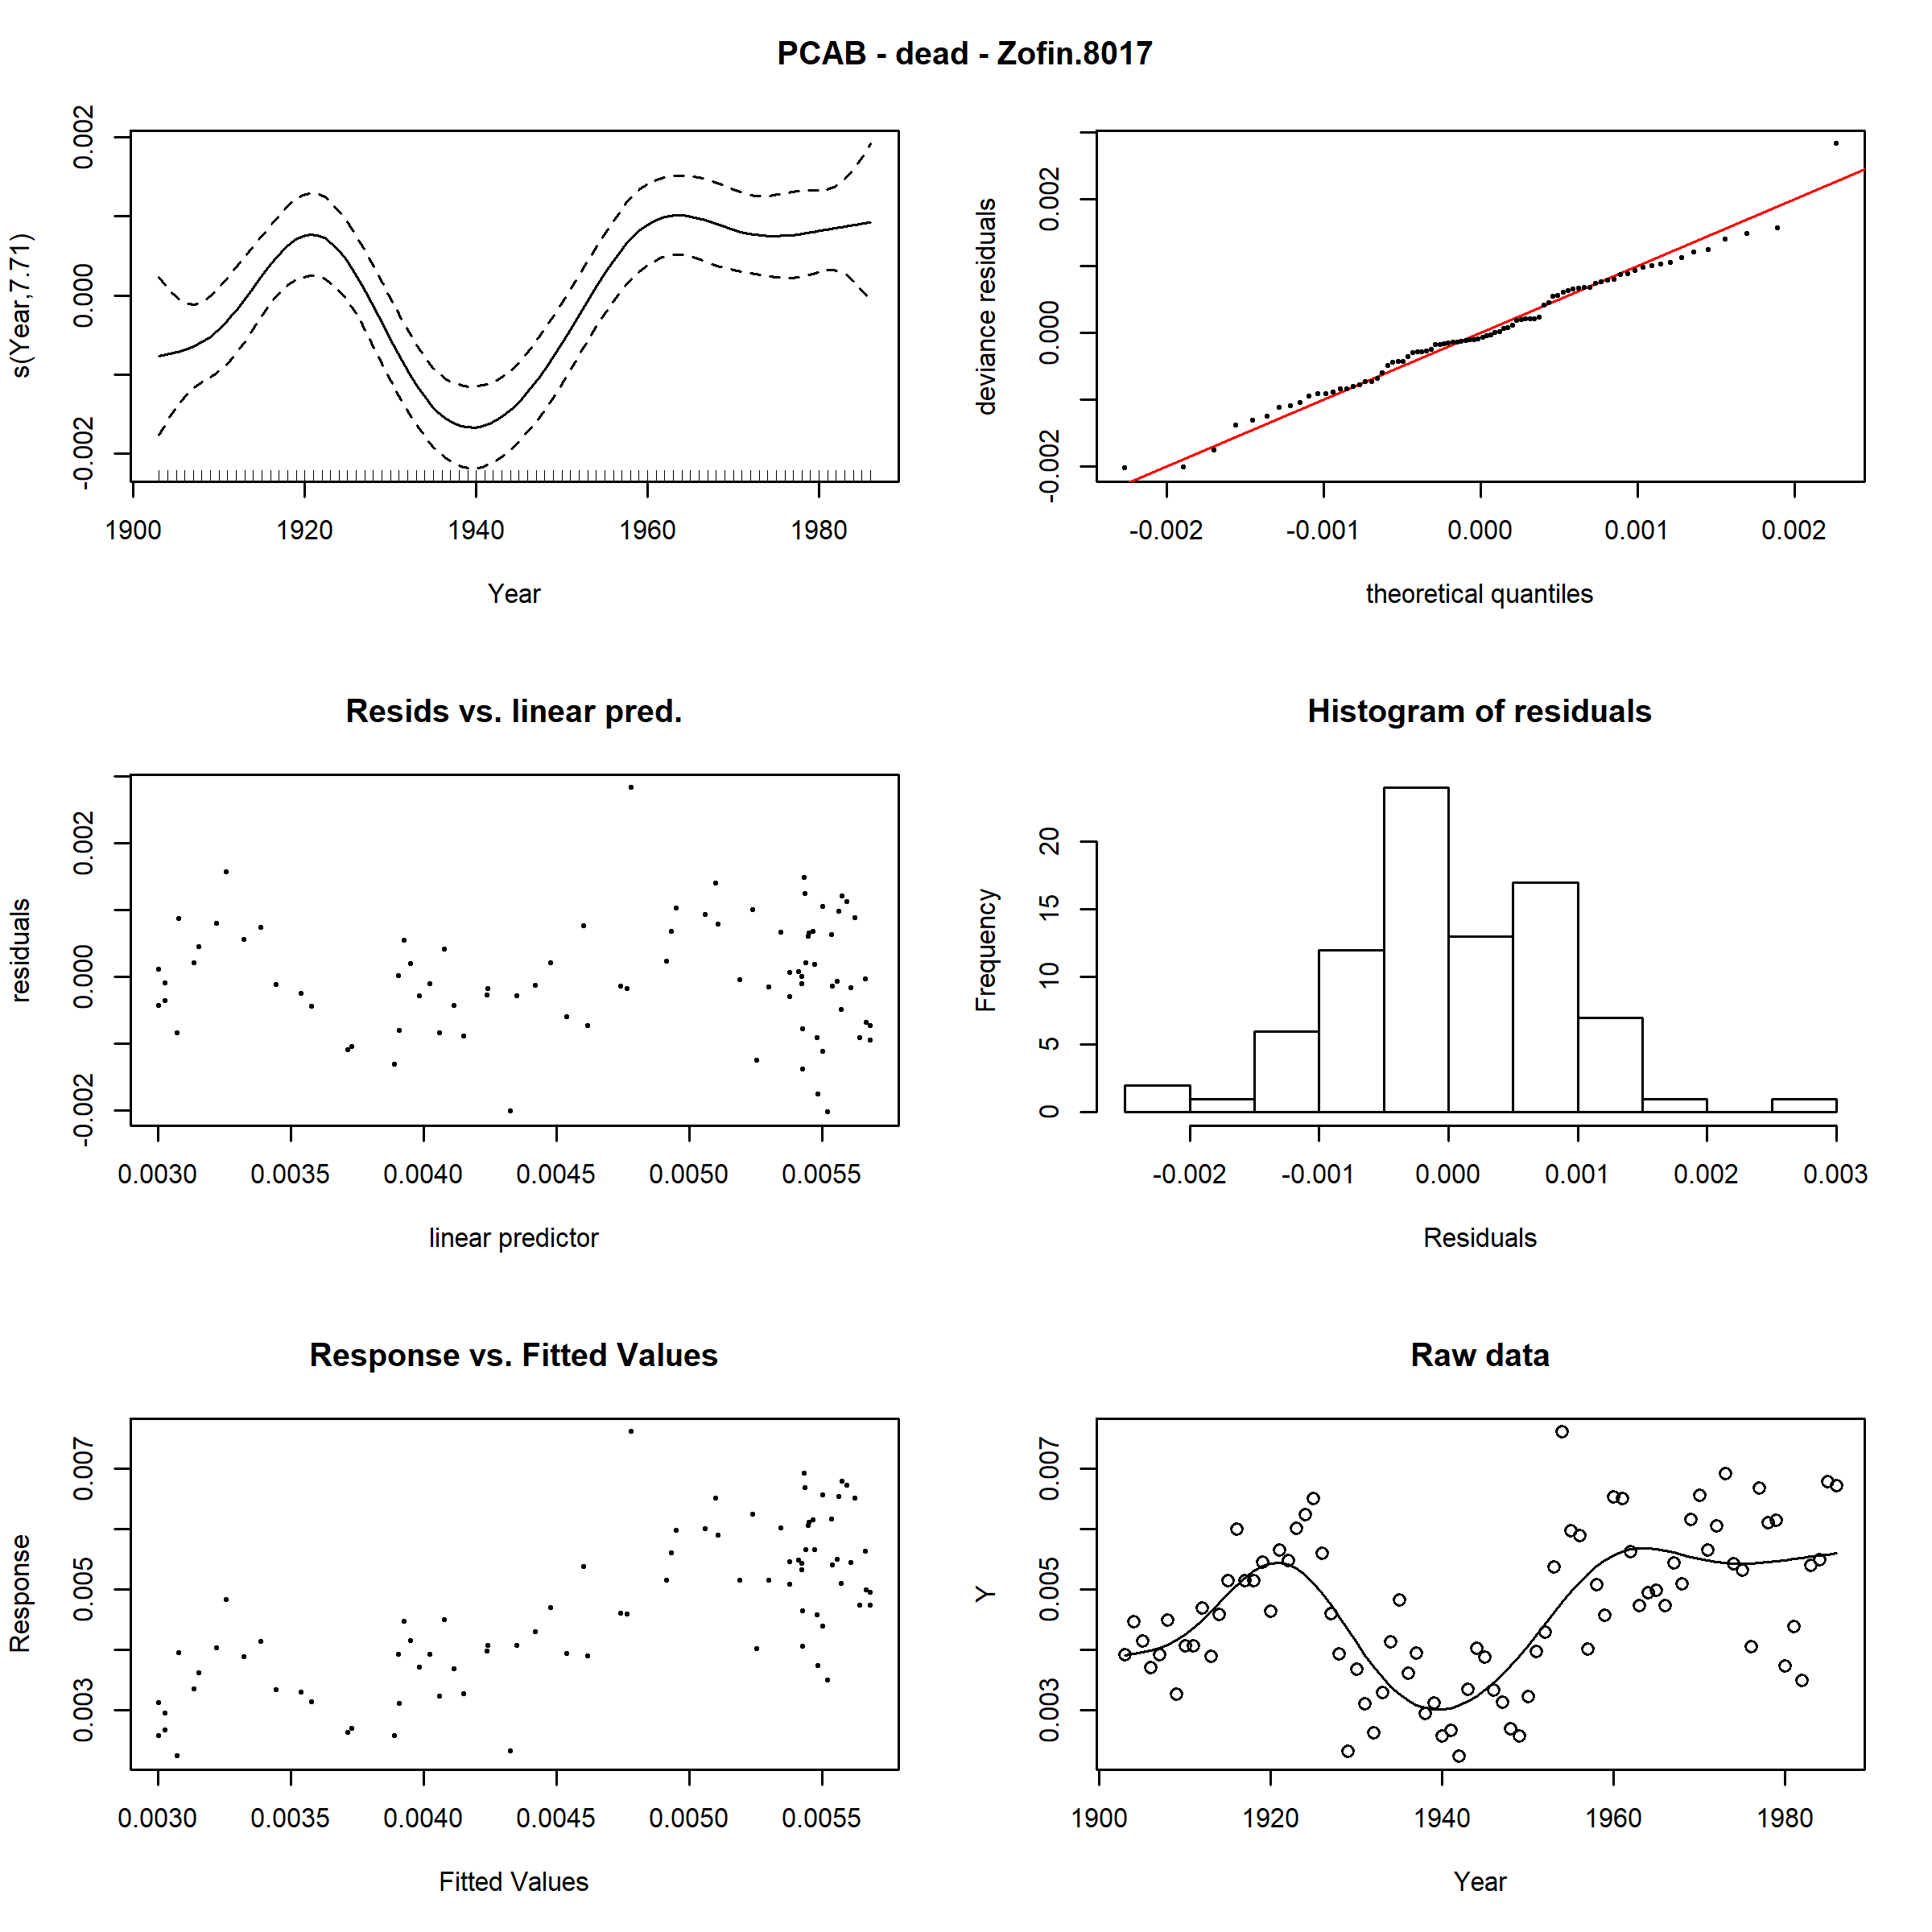 PCAB - dead - Zofin.8017
s(Year,7.71)
-0.002 0.000 0.002
1900 1920 1940 1960 1980
Year
deviance residuals
-0.002 0.000 0.002
-0.002 -0.001 0.000 0.001 0.002
theoretical quantiles
Resids vs. linear pred.
residuals
-0.002 0.000 0.002
0.0030 0.0035 0.0040 0.0045 0.0050 0.0055
linear predictor
Histogram of residuals
Frequency
0 5 10 15 20
-0.002 -0.001 0.000 0.001 0.002 0.003
Residuals
Response vs. Fitted Values
Response
0.003 0.005 0.007
0.0030 0.0035 0.0040 0.0045 0.0050 0.0055
Fitted Values
Raw data
Y
0.003 0.005 0.007
1900 1920 1940 1960 1980
Year